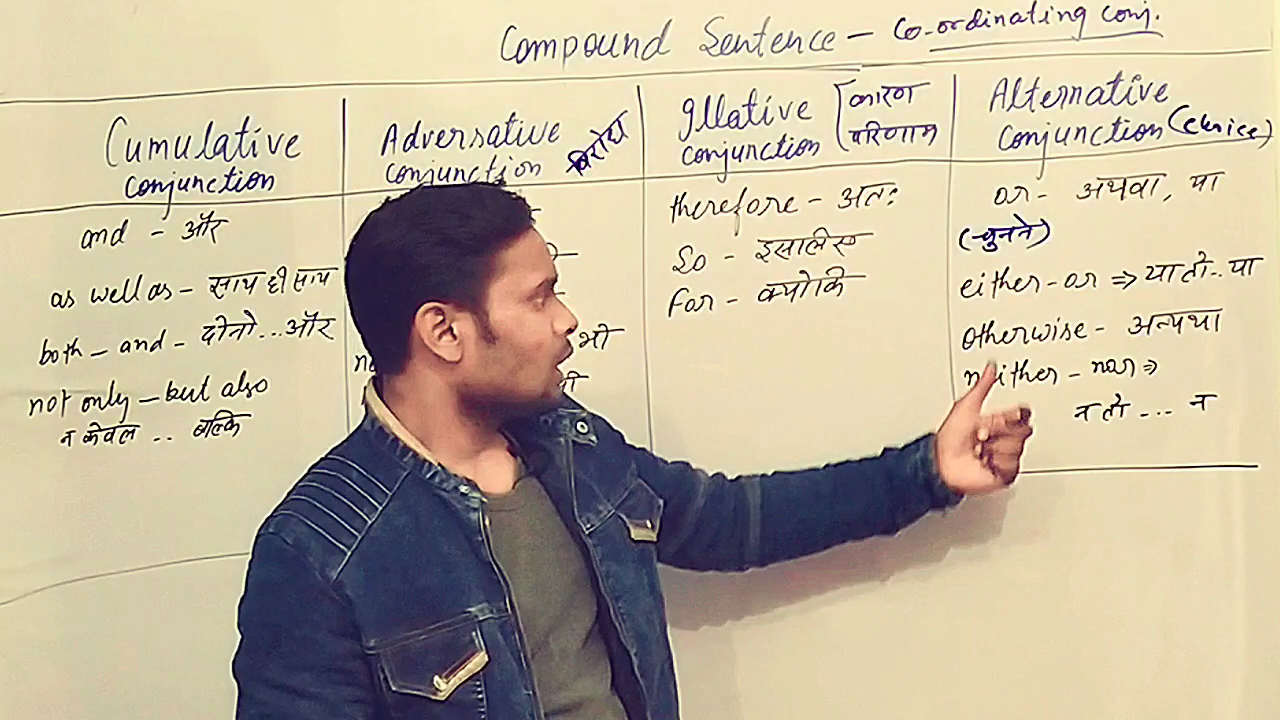 Compound Sentence - Co-ordinating conj.
Cumulative
conjunction
and - और
as well as - साथ ही साथ
both - and - दोनो...और
not only - but also
न केवल .. बल्कि
Adversative
conjunction विरोध
भी
Illative
conjunction
कारण
परिणाम
therefore - अतः
So - इसलिए
for - क्योकि
Alternative
conjunction (choice)
or - अथवा, या
(चुनने)
either - or ⇒ या तो..या
otherwise - अन्यथा
neither - nor ⇒
न तो ... न